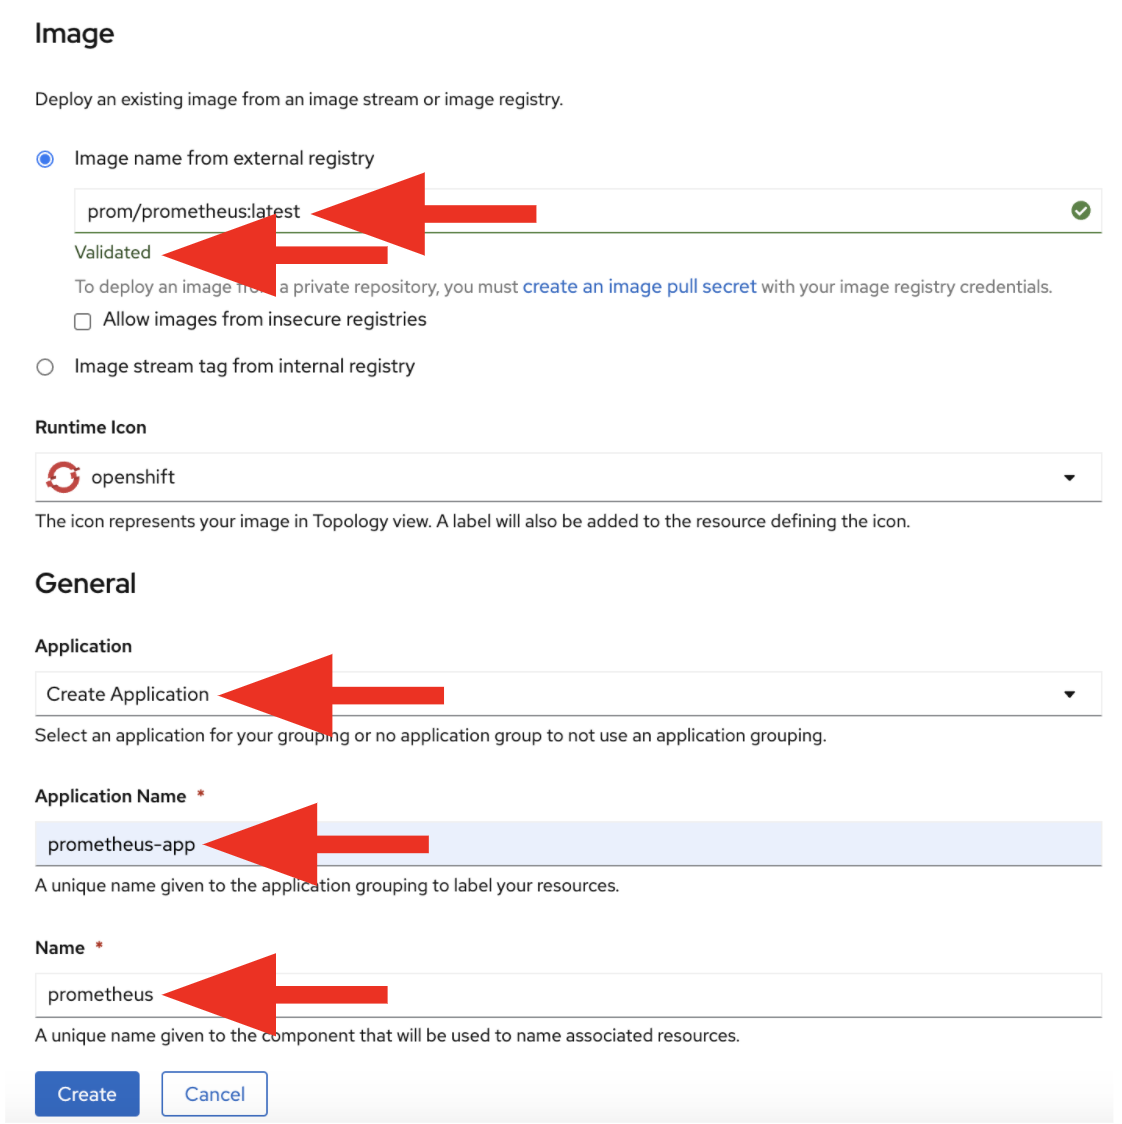 Image
Deploy an existing image from an image stream or image registry.
Image name from external registry
prom/prometheus:latest
Validated
To deploy an image from a private repository, you must create an image pull secret with your image registry credentials.
Allow images from insecure registries
Image stream tag from internal registry
Runtime Icon
openshift
The icon represents your image in Topology view. A label will also be added to the resource defining the icon.
General
Application
Create Application
Select an application for your grouping or no application group to not use an application grouping.
Application Name *
prometheus-app
A unique name given to the application grouping to label your resources.
Name *
prometheus
A unique name given to the component that will be used to name associated resources.
Create Cancel